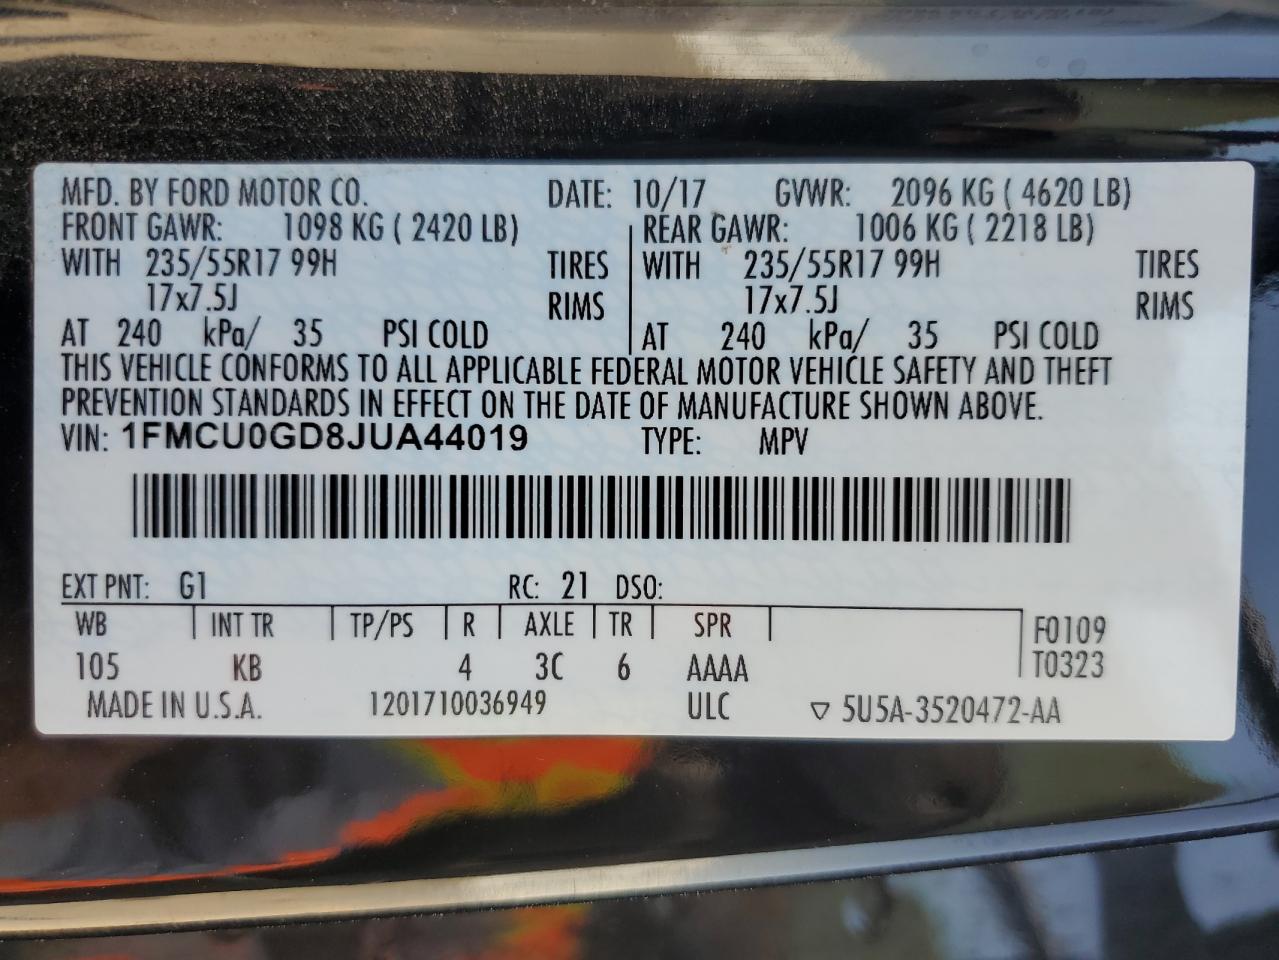 MFD. BY FORD MOTOR CO. DATE: 10/17 GVWR: 2096 KG ( 4620 LB)
FRONT GAWR: 1098 KG ( 2420 LB) REAR GAWR: 1006 KG ( 2218 LB)
WITH 235/55R17 99H TIRES WITH 235/55R17 99H TIRES
17x7.5J RIMS 17x7.5J RIMS
AT 240 kPa/ 35 PSI COLD AT 240 kPa/ 35 PSI COLD
THIS VEHICLE CONFORMS TO ALL APPLICABLE FEDERAL MOTOR VEHICLE SAFETY AND THEFT
PREVENTION STANDARDS IN EFFECT ON THE DATE OF MANUFACTURE SHOWN ABOVE.
VIN: 1FMCU0GD8JUA44019 TYPE: MPV
EXT PNT: G1 RC: 21 DSO:
WB INT TR TP/PS R AXLE TR SPR F0109
105 KB 4 3C 6 AAAA T0323
MADE IN U.S.A. 1201710036949 ULC ▽ 5U5A-3520472-AA